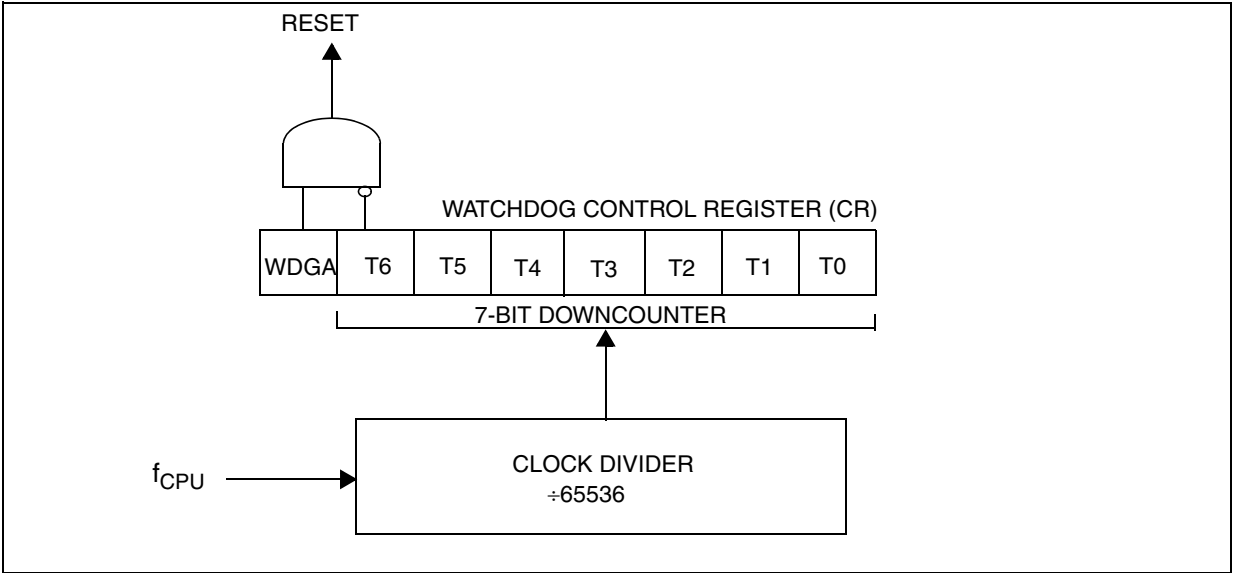 RESET
WATCHDOG CONTROL REGISTER (CR)
WDGA T6 T5 T4 T3 T2 T1 T0
7-BIT DOWNCOUNTER
fCPU
CLOCK DIVIDER
÷65536